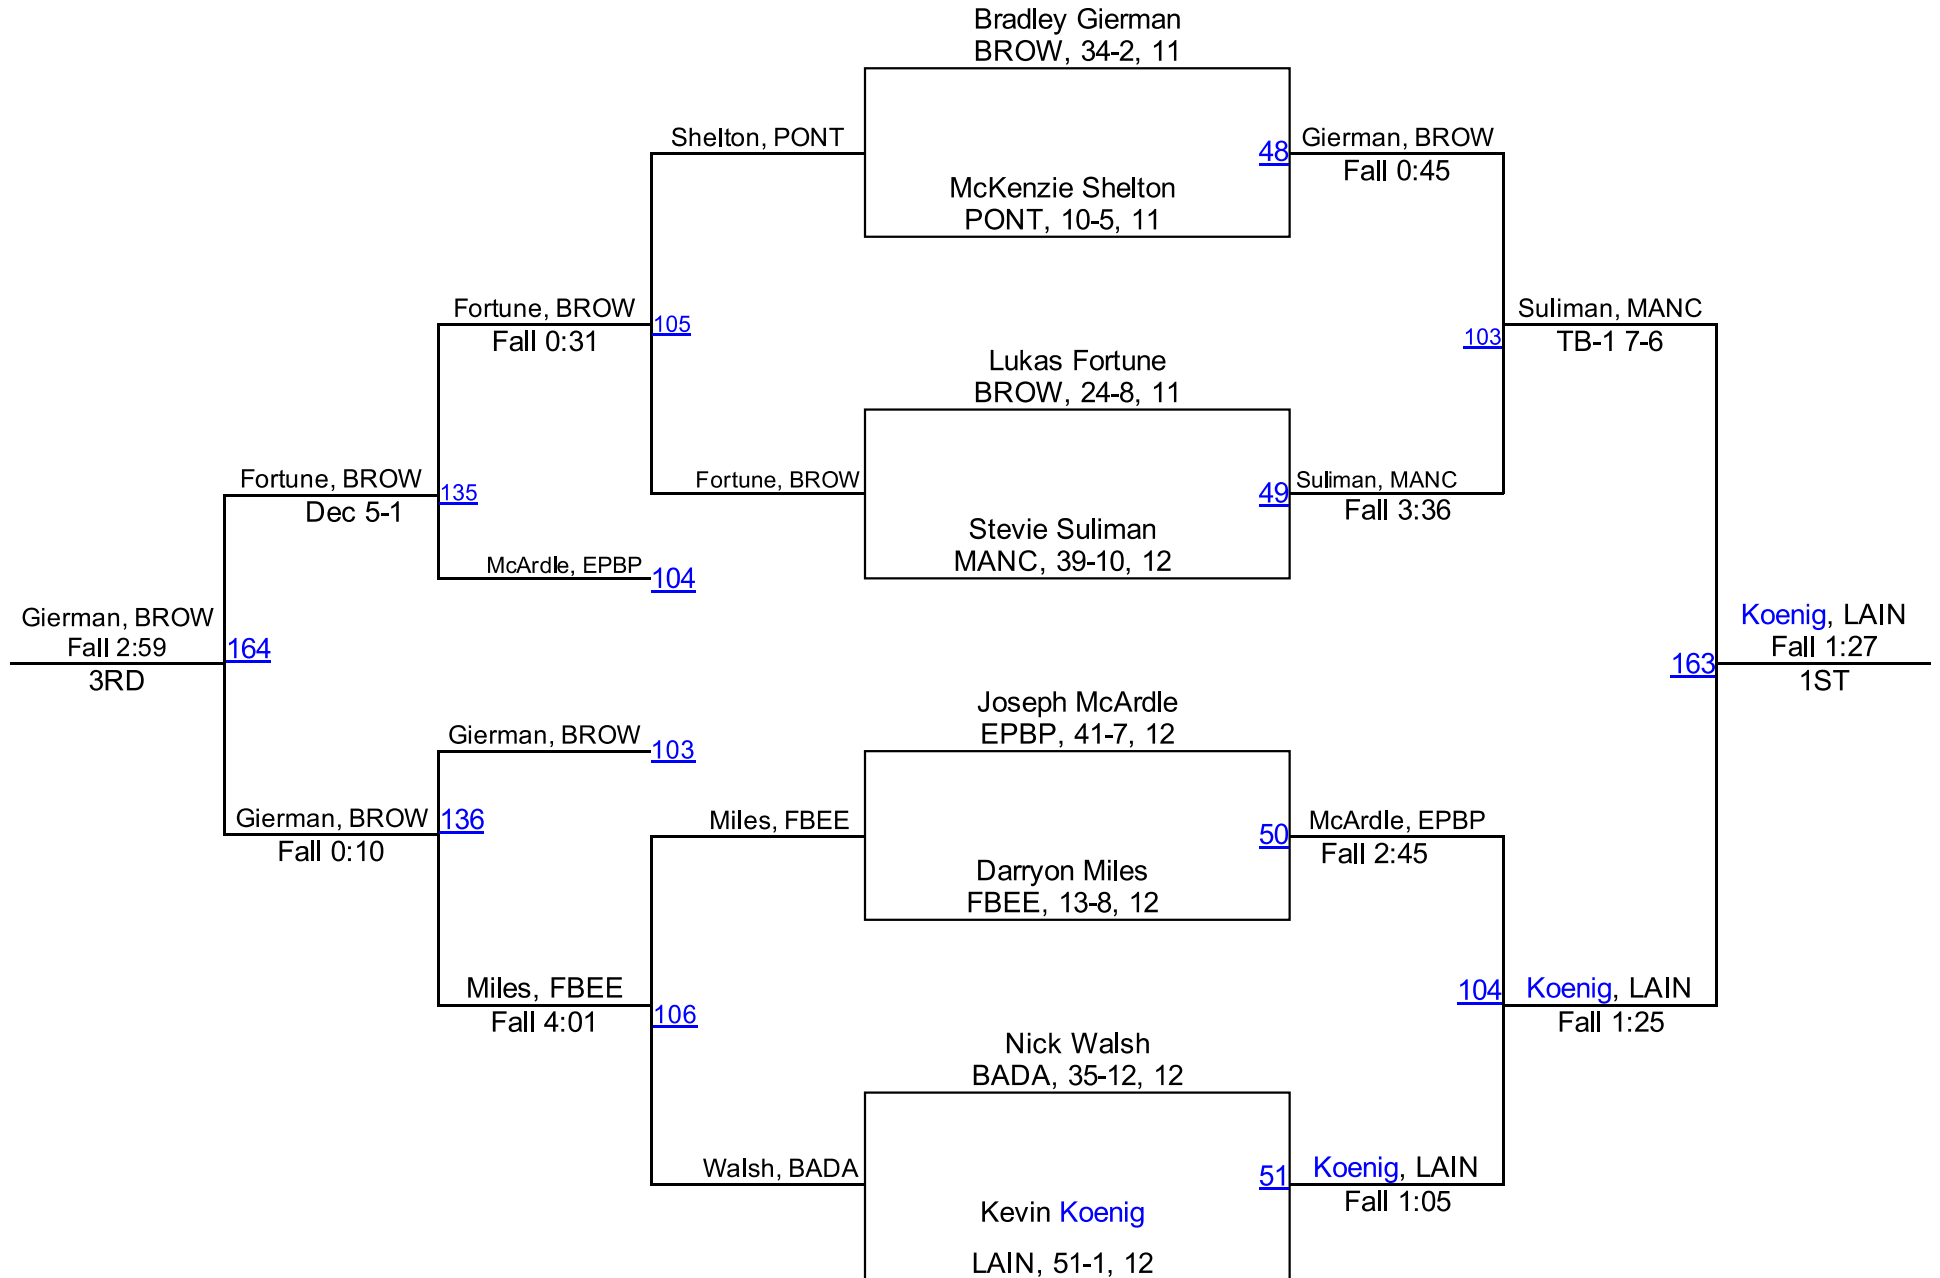 Bradley Gierman
BROW, 34-2, 11
Shelton, PONT
48
Gierman, BROW
Fall 0:45
McKenzie Shelton
PONT, 10-5, 11
Fortune, BROW
Fall 0:31
105
103
Suliman, MANC
TB-1 7-6
Lukas Fortune
BROW, 24-8, 11
Fortune, BROW
Dec 5-1
135
Fortune, BROW
49
Suliman, MANC
Fall 3:36
Stevie Suliman
MANC, 39-10, 12
McArdle, EPBP
104
Gierman, BROW
Fall 2:59
3RD
164
163
Koenig, LAIN
Fall 1:27
1ST
Joseph McArdle
EPBP, 41-7, 12
Gierman, BROW
103
Gierman, BROW
Fall 0:10
136
Miles, FBEE
50
McArdle, EPBP
Fall 2:45
Darryon Miles
FBEE, 13-8, 12
Miles, FBEE
Fall 4:01
106
104
Koenig, LAIN
Fall 1:25
Nick Walsh
BADA, 35-12, 12
Walsh, BADA
51
Koenig, LAIN
Fall 1:05
Kevin Koenig
LAIN, 51-1, 12